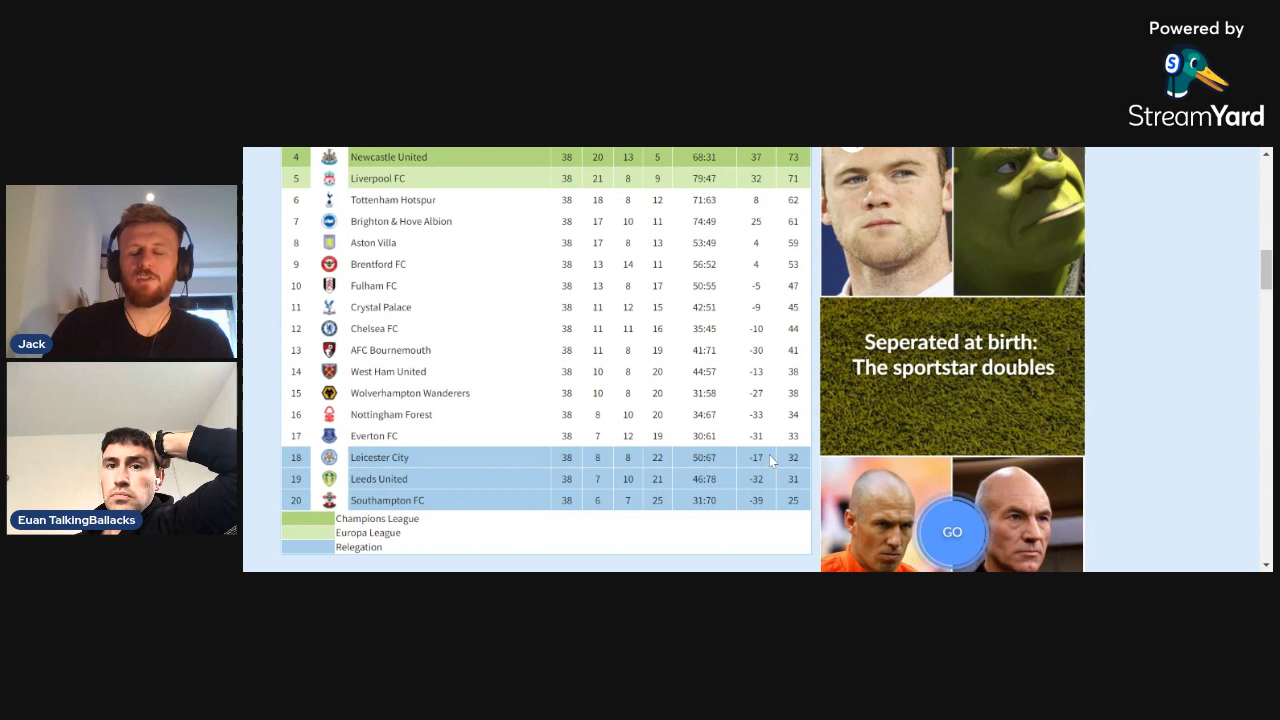 Powered by
S
StreamYard
4 Newcastle United 38 20 13 5 68:31 37 73
5 Liverpool FC 38 21 8 9 79:47 32 71
6 Tottenham Hotspur 38 18 8 12 71:63 8 62
7 Brighton & Hove Albion 38 17 10 11 74:49 25 61
8 Aston Villa 38 17 8 13 53:49 4 59
9 Brentford FC 38 13 14 11 56:52 4 53
10 Fulham FC 38 13 8 17 50:55 -5 47
11 Crystal Palace 38 11 12 15 42:51 -9 45
12 Chelsea FC 38 11 11 16 35:45 -10 44
13 AFC Bournemouth 38 11 8 19 41:71 -30 41
14 West Ham United 38 10 8 20 44:57 -13 38
15 Wolverhampton Wanderers 38 10 8 20 31:58 -27 38
16 Nottingham Forest 38 8 10 20 34:67 -33 34
17 Everton FC 38 7 12 19 30:61 -31 33
18 Leicester City 38 8 8 22 50:67 -17 32
19 Leeds United 38 7 10 21 46:78 -32 31
20 Southampton FC 38 6 7 25 31:70 -39 25
Champions League
Europa League
Relegation
Seperated at birth:
The sportstar doubles
GO
Jack
Euan TalkingBallacks